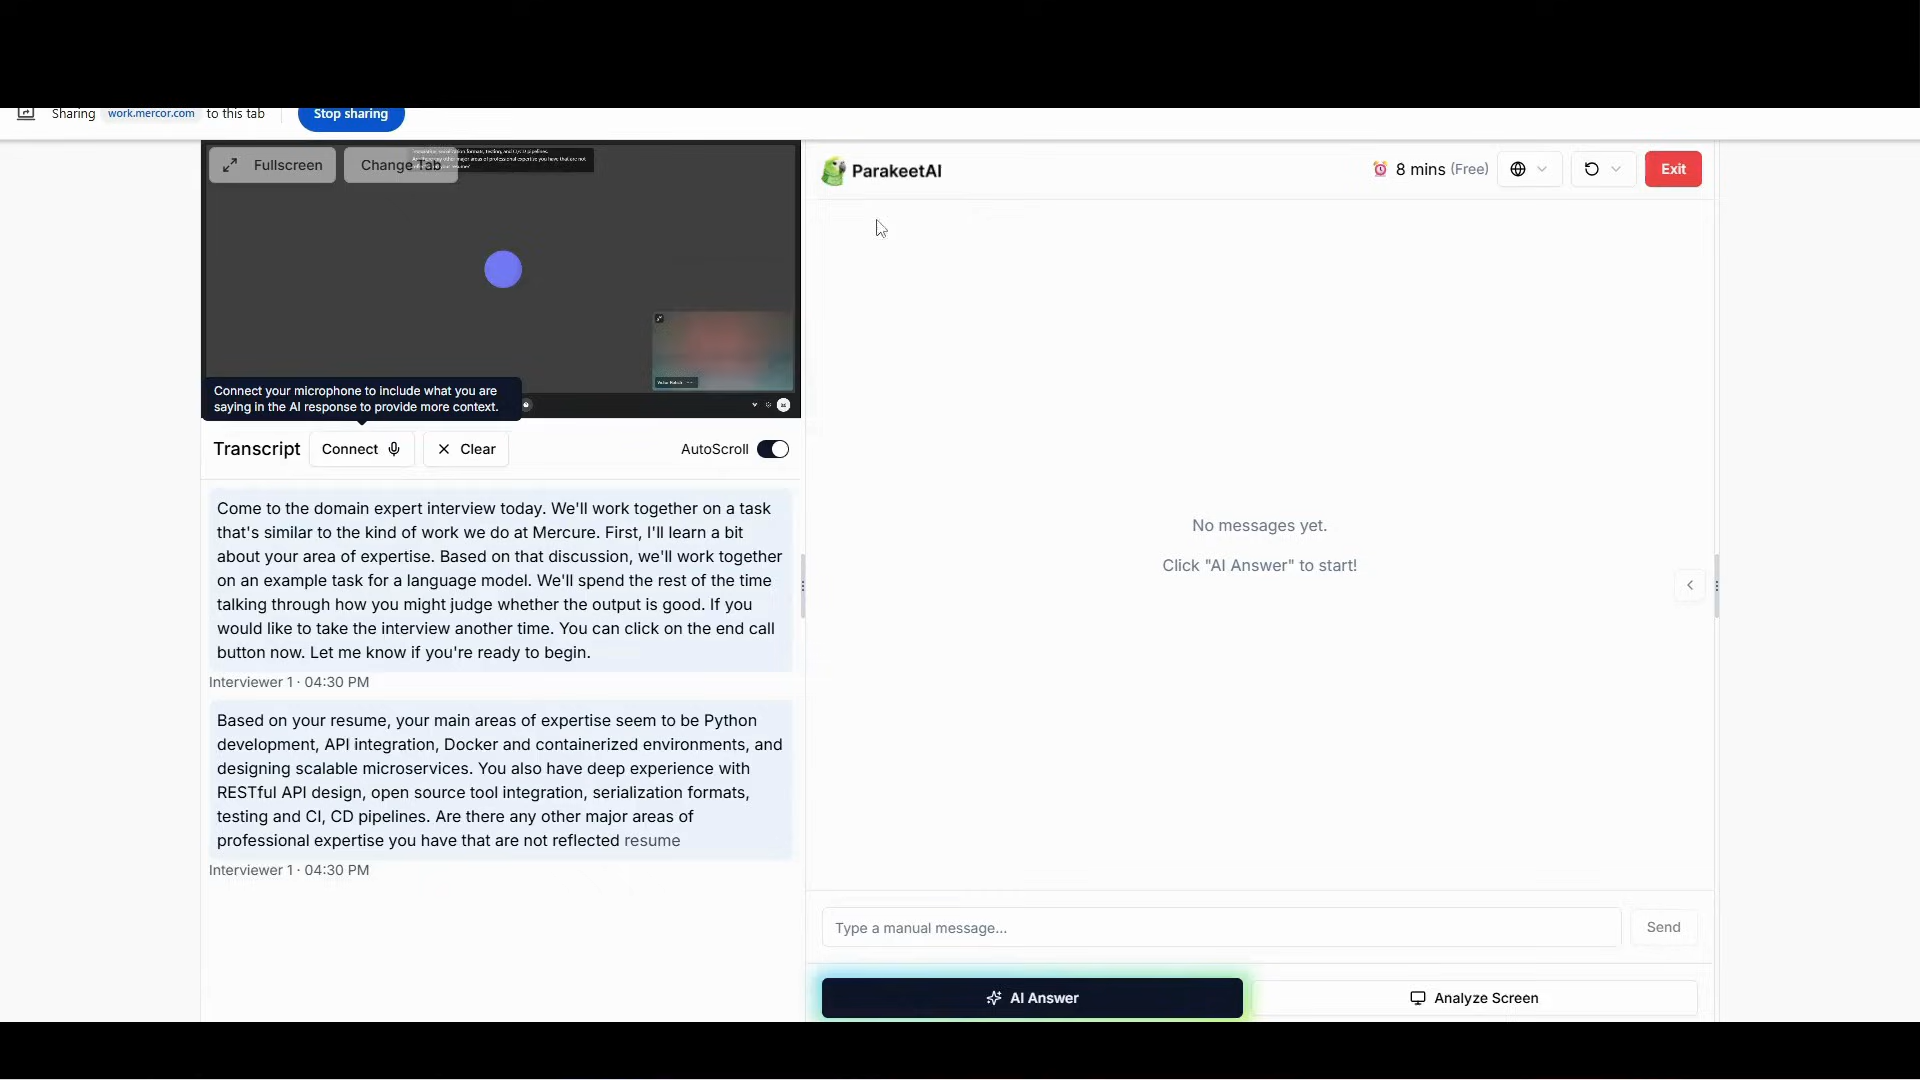 Sharing work.mercor.com to this tab
Stop sharing
Fullscreen
Change Tab
ParakeetAI
8 mins (Free)
Exit
Connect your microphone to include what you are
saying in the AI response to provide more context.
Transcript
Connect
Clear
AutoScroll
Come to the domain expert interview today. We'll work together on a task
that's similar to the kind of work we do at Mercure. First, I'll learn a bit
about your area of expertise. Based on that discussion, we'll work together
on an example task for a language model. We'll spend the rest of the time
talking through how you might judge whether the output is good. If you
would like to take the interview another time. You can click on the end call
button now. Let me know if you're ready to begin.
Interviewer 1 · 04:30 PM
Based on your resume, your main areas of expertise seem to be Python
development, API integration, Docker and containerized environments, and
designing scalable microservices. You also have deep experience with
RESTful API design, open source tool integration, serialization formats,
testing and CI, CD pipelines. Are there any other major areas of
professional expertise you have that are not reflected resume
Interviewer 1 · 04:30 PM
No messages yet.
Click "AI Answer" to start!
Type a manual message...
Send
AI Answer
Analyze Screen